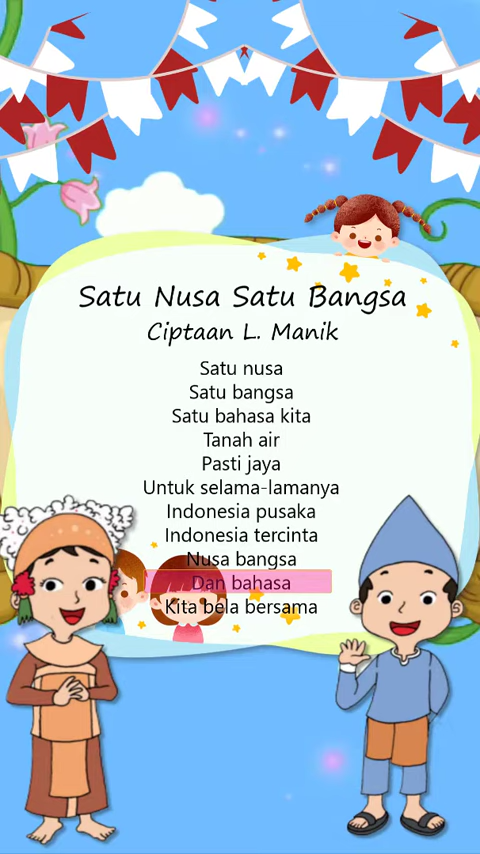 Satu Nusa Satu Bangsa
Ciptaan L. Manik
Satu nusa
Satu bangsa
Satu bahasa kita
Tanah air
Pasti jaya
Untuk selama-lamanya
Indonesia pusaka
Indonesia tercinta
Nusa bangsa
Dan bahasa
Kita bela bersama